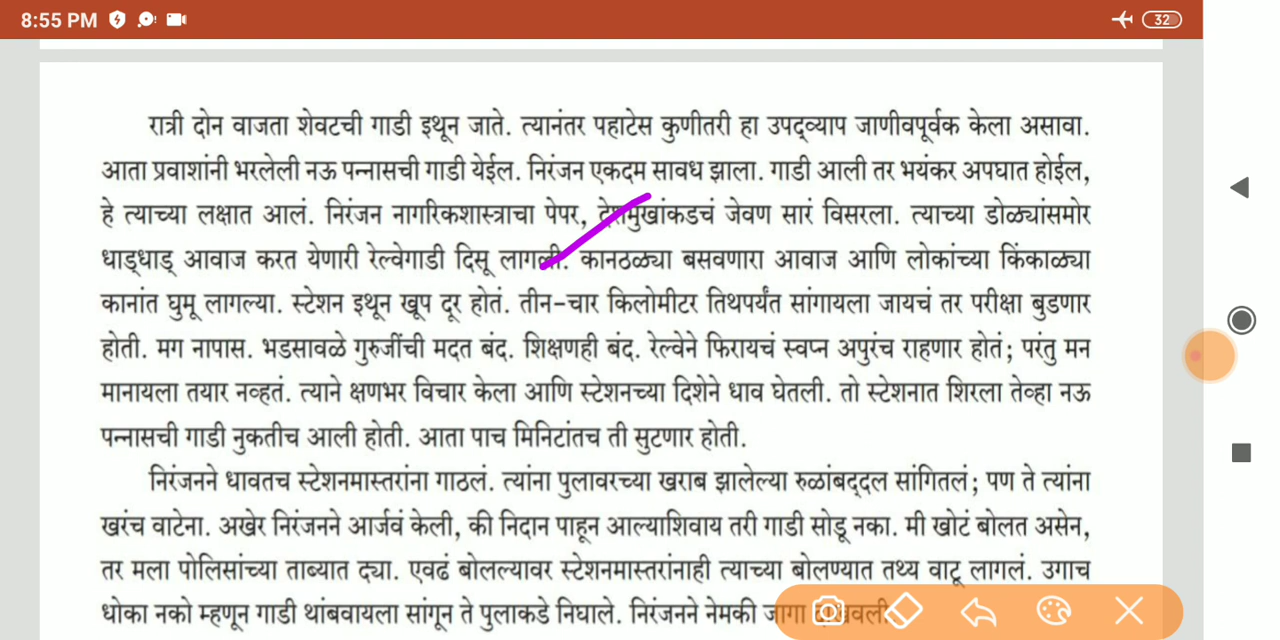 8:55 PM
32
रात्री दोन वाजता शेवटची गाडी इथून जाते. त्यानंतर पहाटेस कुणीतरी हा उपद्व्याप जाणीवपूर्वक केला असावा.
आता प्रवाशांनी भरलेली नऊ पन्नासची गाडी येईल. निरंजन एकदम सावध झाला. गाडी आली तर भयंकर अपघात होईल,
हे त्याच्या लक्षात आलं. निरंजन नागरिकशास्त्राचा पेपर, देशमुखांकडचं जेवण सारं विसरला. त्याच्या डोळ्यांसमोर
धाड्धाड् आवाज करत येणारी रेल्वेगाडी दिसू लागली. कानठळ्या बसवणारा आवाज आणि लोकांच्या किंकाळ्या
कानांत घुमू लागल्या. स्टेशन इथून खूप दूर होतं. तीन-चार किलोमीटर तिथपर्यंत सांगायला जायचं तर परीक्षा बुडणार
होती. मग नापास. भडसावळे गुरुजींची मदत बंद. शिक्षणही बंद. रेल्वेने फिरायचं स्वप्न अपुरंच राहणार होतं; परंतु मन
मानायला तयार नव्हतं. त्याने क्षणभर विचार केला आणि स्टेशनच्या दिशेने धाव घेतली. तो स्टेशनात शिरला तेव्हा नऊ
पन्नासची गाडी नुकतीच आली होती. आता पाच मिनिटांतच ती सुटणार होती.
निरंजनने धावतच स्टेशनमास्तरांना गाठलं. त्यांना पुलावरच्या खराब झालेल्या रुळांबद्दल सांगितलं; पण ते त्यांना
खरंच वाटेना. अखेर निरंजनने आर्जवं केली, की निदान पाहून आल्याशिवाय तरी गाडी सोडू नका. मी खोटं बोलत असेन,
तर मला पोलिसांच्या ताब्यात द्या. एवढं बोलल्यावर स्टेशनमास्तरांनाही त्याच्या बोलण्यात तथ्य वाटू लागलं. उगाच
धोका नको म्हणून गाडी थांबवायला सांगून ते पुलाकडे निघाले. निरंजनने नेमकी जागा